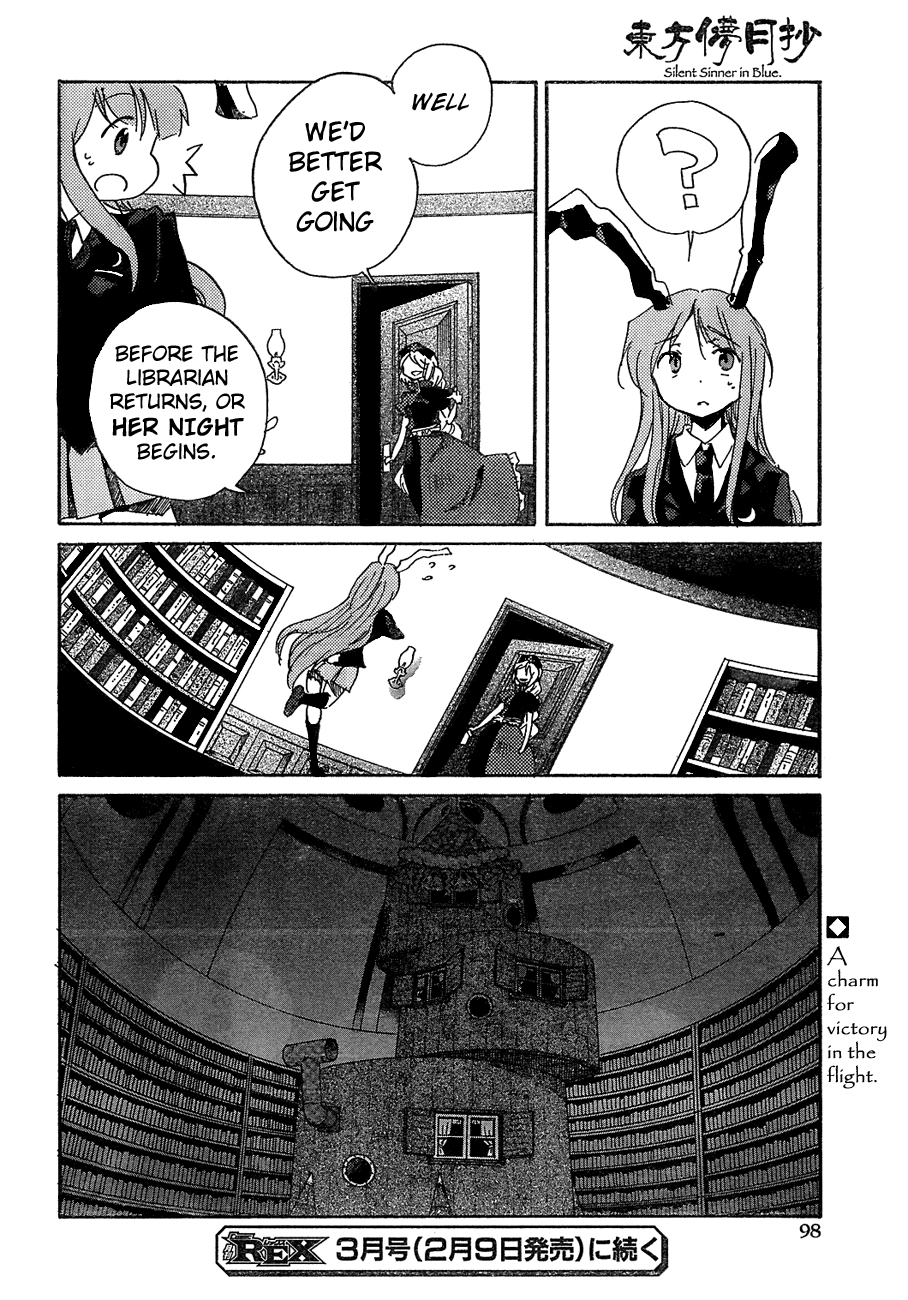 東方儚月抄
Silent Sinner in Blue.
?
WELL
WE'D
BETTER
GET
GOING
BEFORE THE
LIBRARIAN
RETURNS, OR
HER NIGHT
BEGINS.
A
charm
for
victory
in the
flight.
98
REX 3月号(2月9日発売)に続く